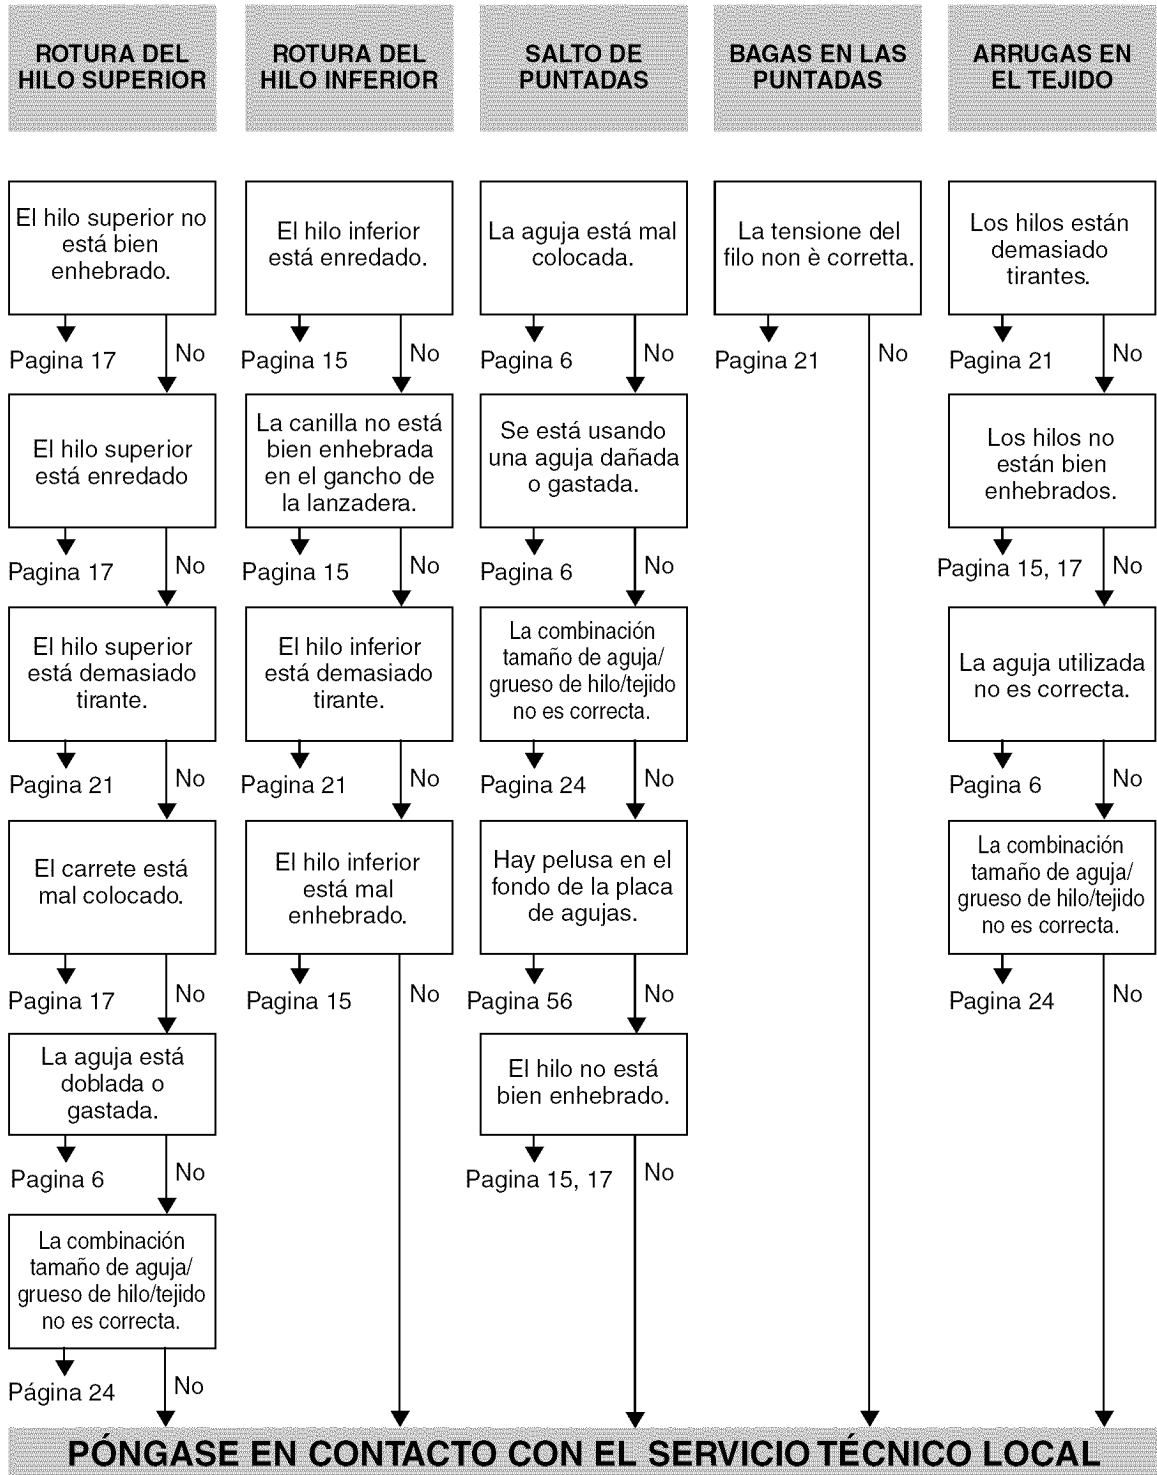 ROTURA DEL
HILO SUPERIOR
El hilo superior no
está bien
enhebrado.
Pagina 17
No
El hilo superior
está enredado
Pagina 17
No
El hilo superior
está demasiado
tirante.
Pagina 21
No
El carrete está
mal colocado.
Pagina 17
No
La aguja está
doblada o
gastada.
Pagina 6
No
La combinación
tamaño de aguja/
grueso de hilo/tejido
no es correcta.
Página 24
No
ROTURA DEL
HILO INFERIOR
El hilo inferior
está enredado.
Pagina 15
No
La canilla no está
bien enhebrada
en el gancho de
la lanzadera.
Pagina 15
No
El hilo inferior
está demasiado
tirante.
Pagina 21
No
El hilo inferior
está mal
enhebrado.
Pagina 15
No
SALTO DE
PUNTADAS
La aguja está mal
colocada.
Pagina 6
No
Se está usando
una aguja dañada
o gastada.
Pagina 6
No
La combinación
tamaño de aguja/
grueso de hilo/tejido
no es correcta.
Pagina 24
No
Hay pelusa en el
fondo de la placa
de agujas.
Pagina 56
No
El hilo no está
bien enhebrado.
Pagina 15, 17
No
BAGAS EN LAS
PUNTADAS
La tensione del
filo non è corretta.
Pagina 21
No
ARRUGAS EN
EL TEJIDO
Los hilos están
demasiado
tirantes.
Pagina 21
No
Los hilos no
están bien
enhebrados.
Pagina 15, 17
No
La aguja utilizada
no es correcta.
Pagina 6
No
La combinación
tamaño de aguja/
grueso de hilo/tejido
no es correcta.
Pagina 24
No
PÓNGASE EN CONTACTO CON EL SERVICIO TÉCNICO LOCAL